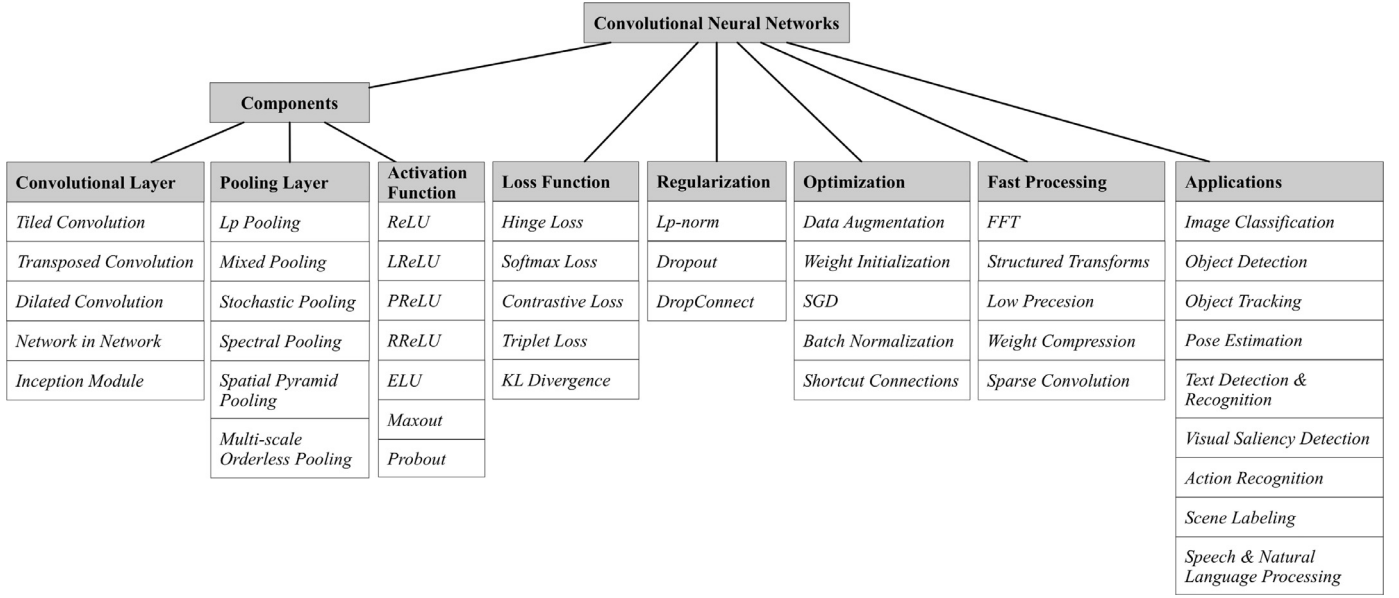 Convolutional Neural Networks
Components
Convolutional Layer
Tiled Convolution
Transposed Convolution
Dilated Convolution
Network in Network
Inception Module
Pooling Layer
Lp Pooling
Mixed Pooling
Stochastic Pooling
Spectral Pooling
Spatial Pyramid
Pooling
Multi-scale
Orderless Pooling
Activation
Function
ReLU
LReLU
PReLU
RReLU
ELU
Maxout
Probout
Loss Function
Hinge Loss
Softmax Loss
Contrastive Loss
Triplet Loss
KL Divergence
Regularization
Lp-norm
Dropout
DropConnect
Optimization
Data Augmentation
Weight Initialization
SGD
Batch Normalization
Shortcut Connections
Fast Processing
FFT
Structured Transforms
Low Precesion
Weight Compression
Sparse Convolution
Applications
Image Classification
Object Detection
Object Tracking
Pose Estimation
Text Detection &
Recognition
Visual Saliency Detection
Action Recognition
Scene Labeling
Speech & Natural
Language Processing